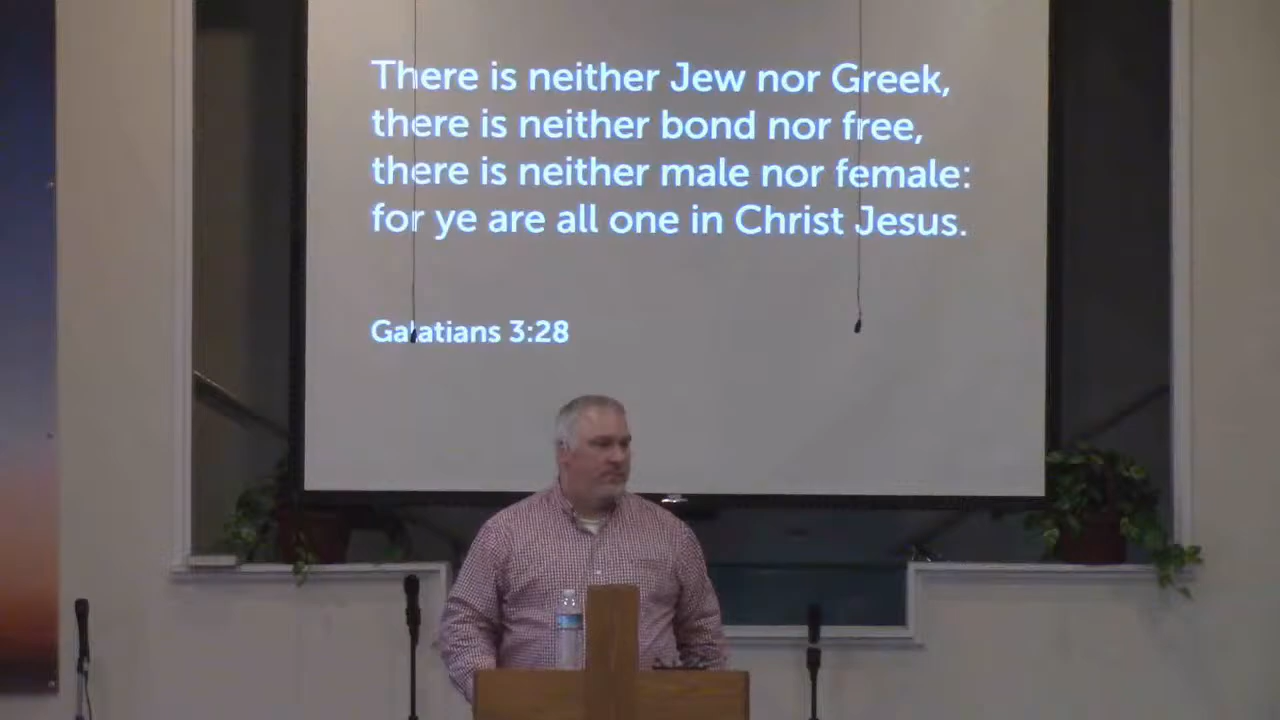 There is neither Jew nor Greek,
there is neither bond nor free,
there is neither male nor female:
for ye are all one in Christ Jesus.
Galatians 3:28